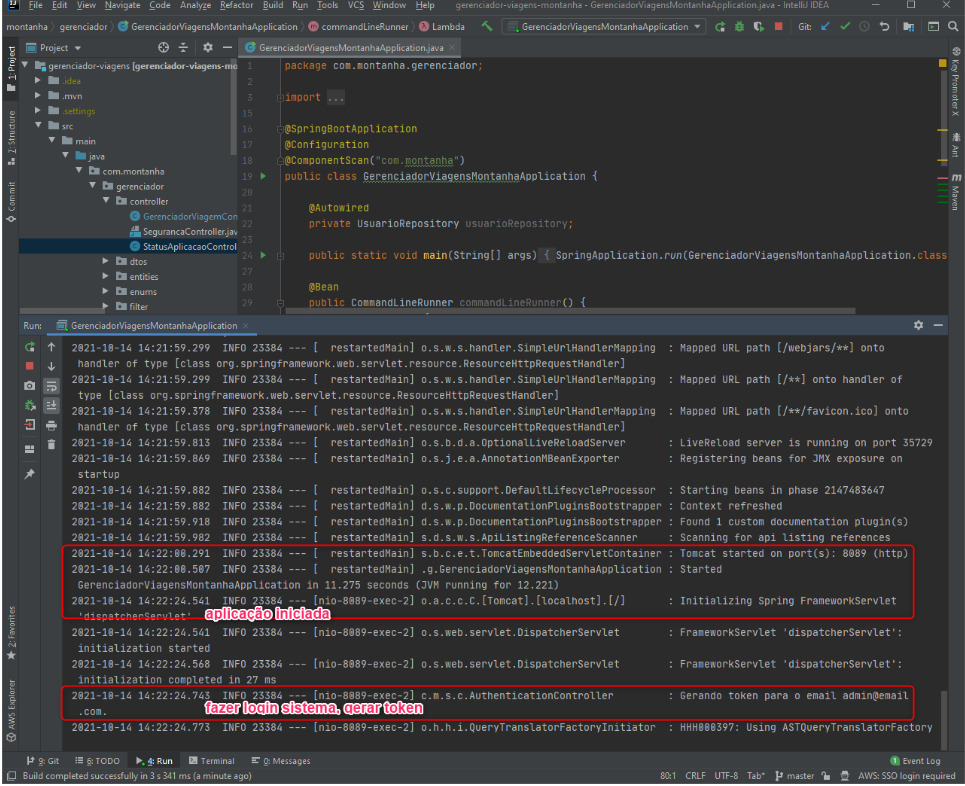 File Edit View Navigate Code Analyze Refactor Build Run Tools VCS Window Help gerenciador-viagens-montanha - GerenciadorViagensMontanhaApplication.java - IntelliJ IDEA
montanha gerenciador GerenciadorViagensMontanhaApplication commandLineRunner Lambda GerenciadorViagensMontanhaApplication Git:
Project
GerenciadorViagensMontanhaApplication.java
gerenciador-viagens [gerenciador-viagens-mo
.idea
.mvn
.settings
src
main
java
com.montanha
gerenciador
controller
GerenciadorViagemCon
SegurancaController.jav
StatusAplicacaoControl
dtos
entities
enums
filter
1 package com.montanha.gerenciador;
2
3 import ...
15
16 @SpringBootApplication
17 @Configuration
18 @ComponentScan("com.montanha")
19 public class GerenciadorViagensMontanhaApplication {
20
21 @Autowired
22 private UsuarioRepository usuarioRepository;
23
24 public static void main(String[] args) { SpringApplication.run(GerenciadorViagensMontanhaApplication.class
27
28 @Bean
29 public CommandLineRunner commandLineRunner() {
1: Project
7: Structure
Commit
2: Favorites
AWS Explorer
Key Promoter X
Ant
Maven
Run: GerenciadorViagensMontanhaApplication
2021-10-14 14:21:59.299 INFO 23384 --- [ restartedMain] o.s.w.s.handler.SimpleUrlHandlerMapping : Mapped URL path [/webjars/**] onto
handler of type [class org.springframework.web.servlet.resource.ResourceHttpRequestHandler]
2021-10-14 14:21:59.299 INFO 23384 --- [ restartedMain] o.s.w.s.handler.SimpleUrlHandlerMapping : Mapped URL path [/**] onto handler of
type [class org.springframework.web.servlet.resource.ResourceHttpRequestHandler]
2021-10-14 14:21:59.378 INFO 23384 --- [ restartedMain] o.s.w.s.handler.SimpleUrlHandlerMapping : Mapped URL path [/**/favicon.ico] onto
handler of type [class org.springframework.web.servlet.resource.ResourceHttpRequestHandler]
2021-10-14 14:21:59.813 INFO 23384 --- [ restartedMain] o.s.b.d.a.OptionalLiveReloadServer : LiveReload server is running on port 35729
2021-10-14 14:21:59.869 INFO 23384 --- [ restartedMain] o.s.j.e.a.AnnotationMBeanExporter : Registering beans for JMX exposure on
startup
2021-10-14 14:21:59.882 INFO 23384 --- [ restartedMain] o.s.c.support.DefaultLifecycleProcessor : Starting beans in phase 2147483647
2021-10-14 14:21:59.882 INFO 23384 --- [ restartedMain] d.s.w.p.DocumentationPluginsBootstrapper : Context refreshed
2021-10-14 14:21:59.918 INFO 23384 --- [ restartedMain] d.s.w.p.DocumentationPluginsBootstrapper : Found 1 custom documentation plugin(s)
2021-10-14 14:21:59.982 INFO 23384 --- [ restartedMain] s.d.s.w.s.ApiListingReferenceScanner : Scanning for api listing references
2021-10-14 14:22:00.291 INFO 23384 --- [ restartedMain] s.b.c.e.t.TomcatEmbeddedServletContainer : Tomcat started on port(s): 8089 (http)
2021-10-14 14:22:00.507 INFO 23384 --- [ restartedMain] .g.GerenciadorViagensMontanhaApplication : Started
GerenciadorViagensMontanhaApplication in 11.275 seconds (JVM running for 12.221)
2021-10-14 14:22:24.541 INFO 23384 --- [nio-8089-exec-2] o.a.c.c.C.[Tomcat].[localhost].[/] : Initializing Spring FrameworkServlet
'dispatcherServlet' aplicação iniciada
2021-10-14 14:22:24.541 INFO 23384 --- [nio-8089-exec-2] o.s.web.servlet.DispatcherServlet : FrameworkServlet 'dispatcherServlet':
initialization started
2021-10-14 14:22:24.568 INFO 23384 --- [nio-8089-exec-2] o.s.web.servlet.DispatcherServlet : FrameworkServlet 'dispatcherServlet':
initialization completed in 27 ms
2021-10-14 14:22:24.743 INFO 23384 --- [nio-8089-exec-2] c.m.s.c.AuthenticationController : Gerando token para o email admin@email
.com. fazer login sistema, gerar token
2021-10-14 14:22:24.773 INFO 23384 --- [nio-8089-exec-2] o.h.h.i.QueryTranslatorFactoryInitiator : HHH000397: Using ASTQueryTranslatorFactory
9: Git 6: TODO 4: Run Terminal 0: Messages 1 Event Log
Build completed successfully in 3 s 341 ms (a minute ago) 80:1 CRLF UTF-8 Tab* master AWS: SSO login required